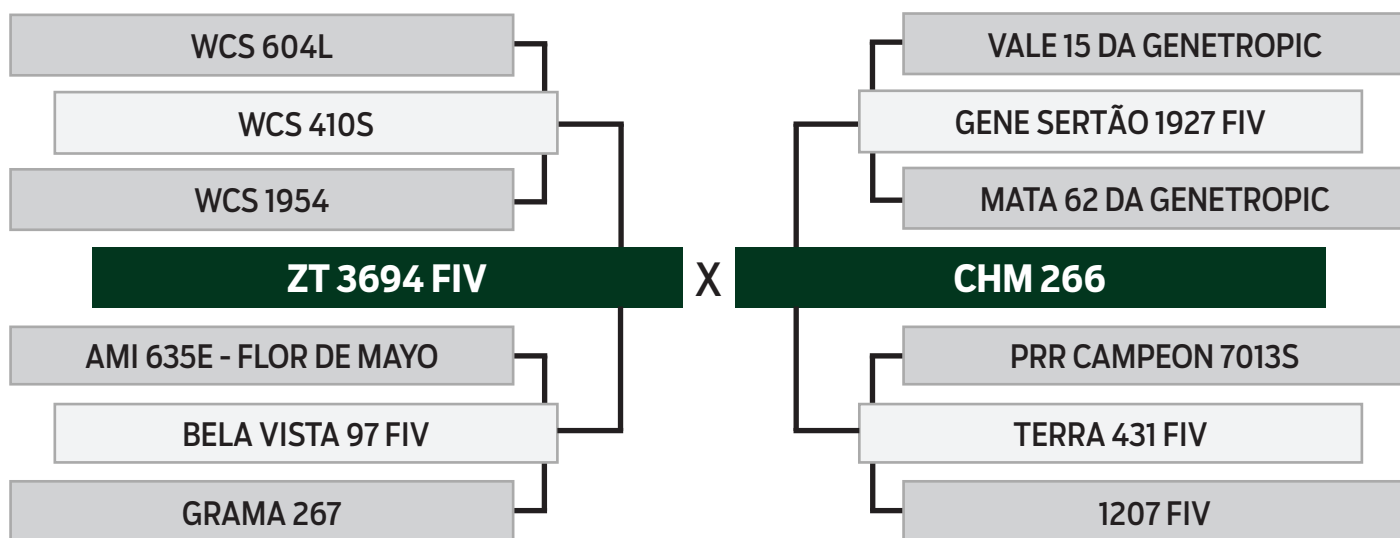 WCS 604L
WCS 410S
WCS 1954
ZT 3694 FIV
AMI 635E - FLOR DE MAYO
BELA VISTA 97 FIV
GRAMA 267
X
VALE 15 DA GENETROPIC
GENE SERTÃO 1927 FIV
MATA 62 DA GENETROPIC
CHM 266
PRR CAMPEON 7013S
TERRA 431 FIV
1207 FIV